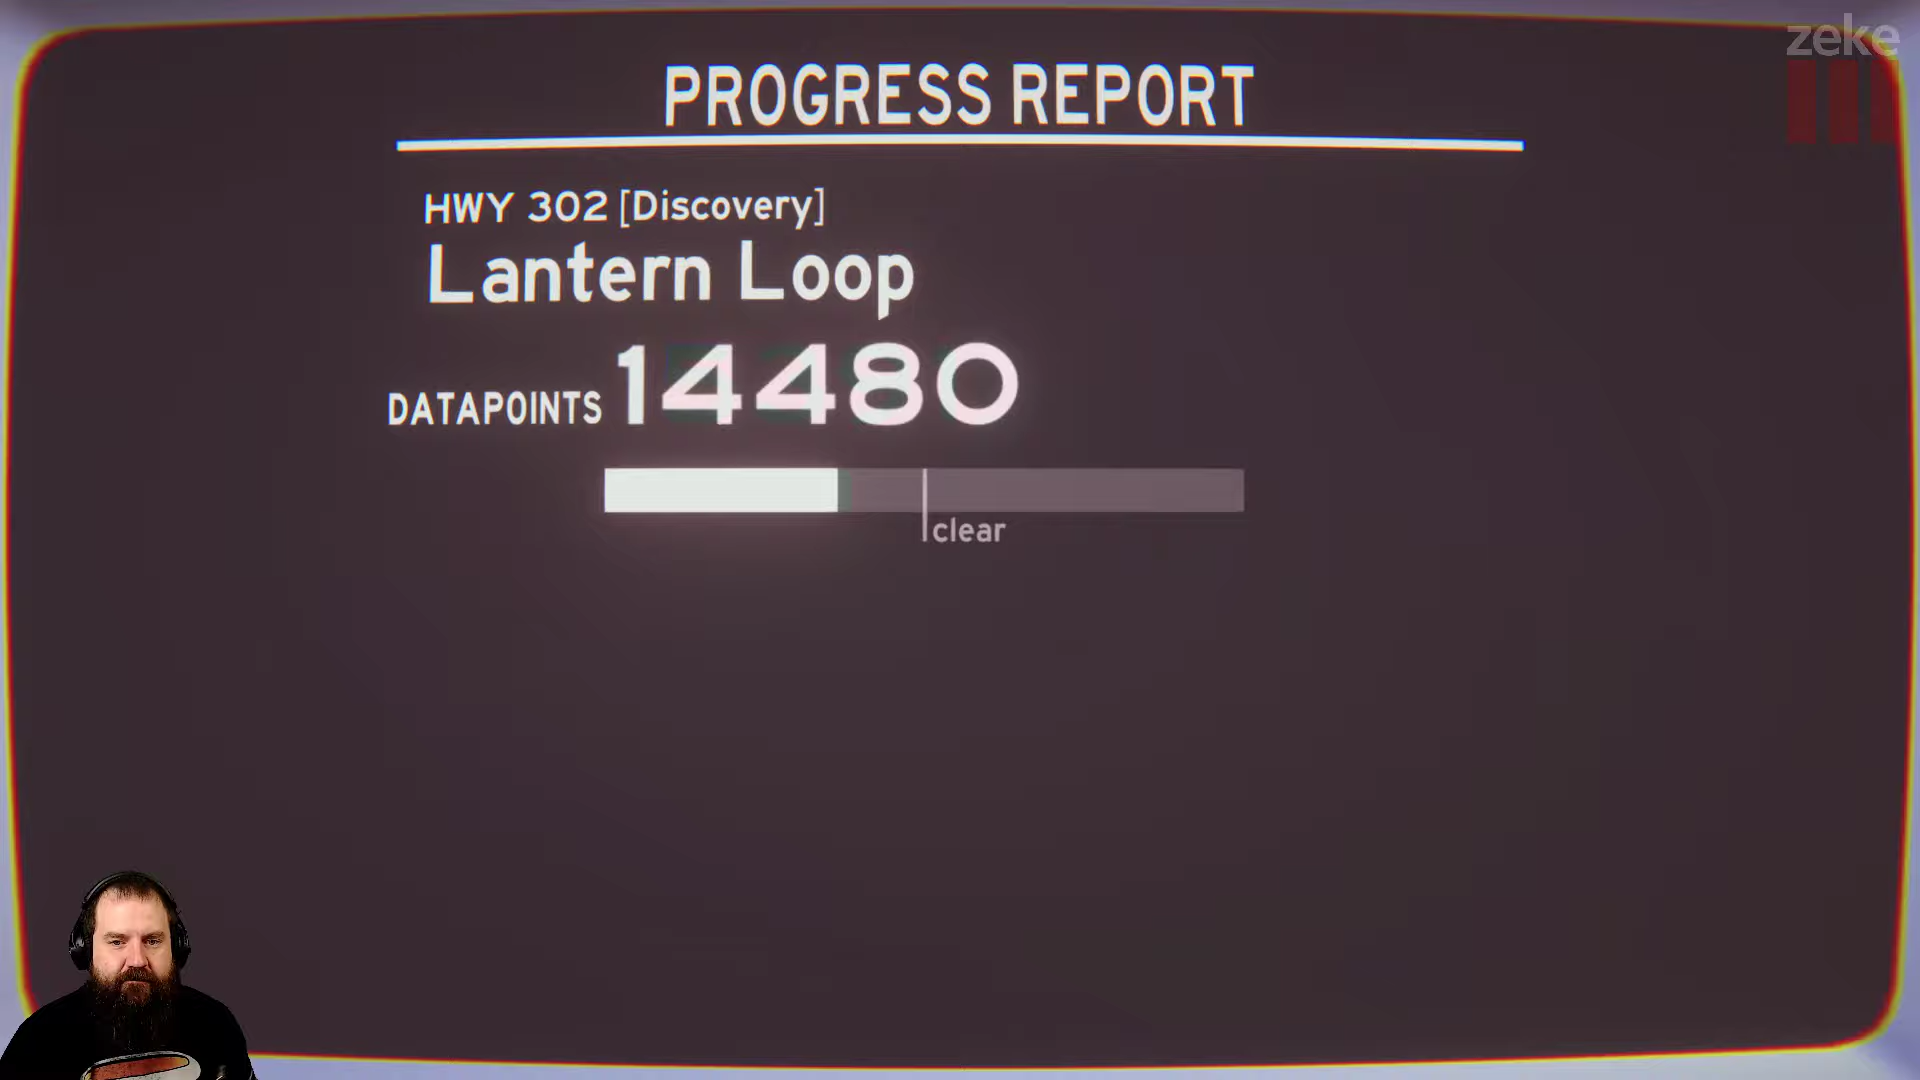 zeke
PROGRESS REPORT
HWY 302 [Discovery]
Lantern Loop
DATAPOINTS 14480
clear